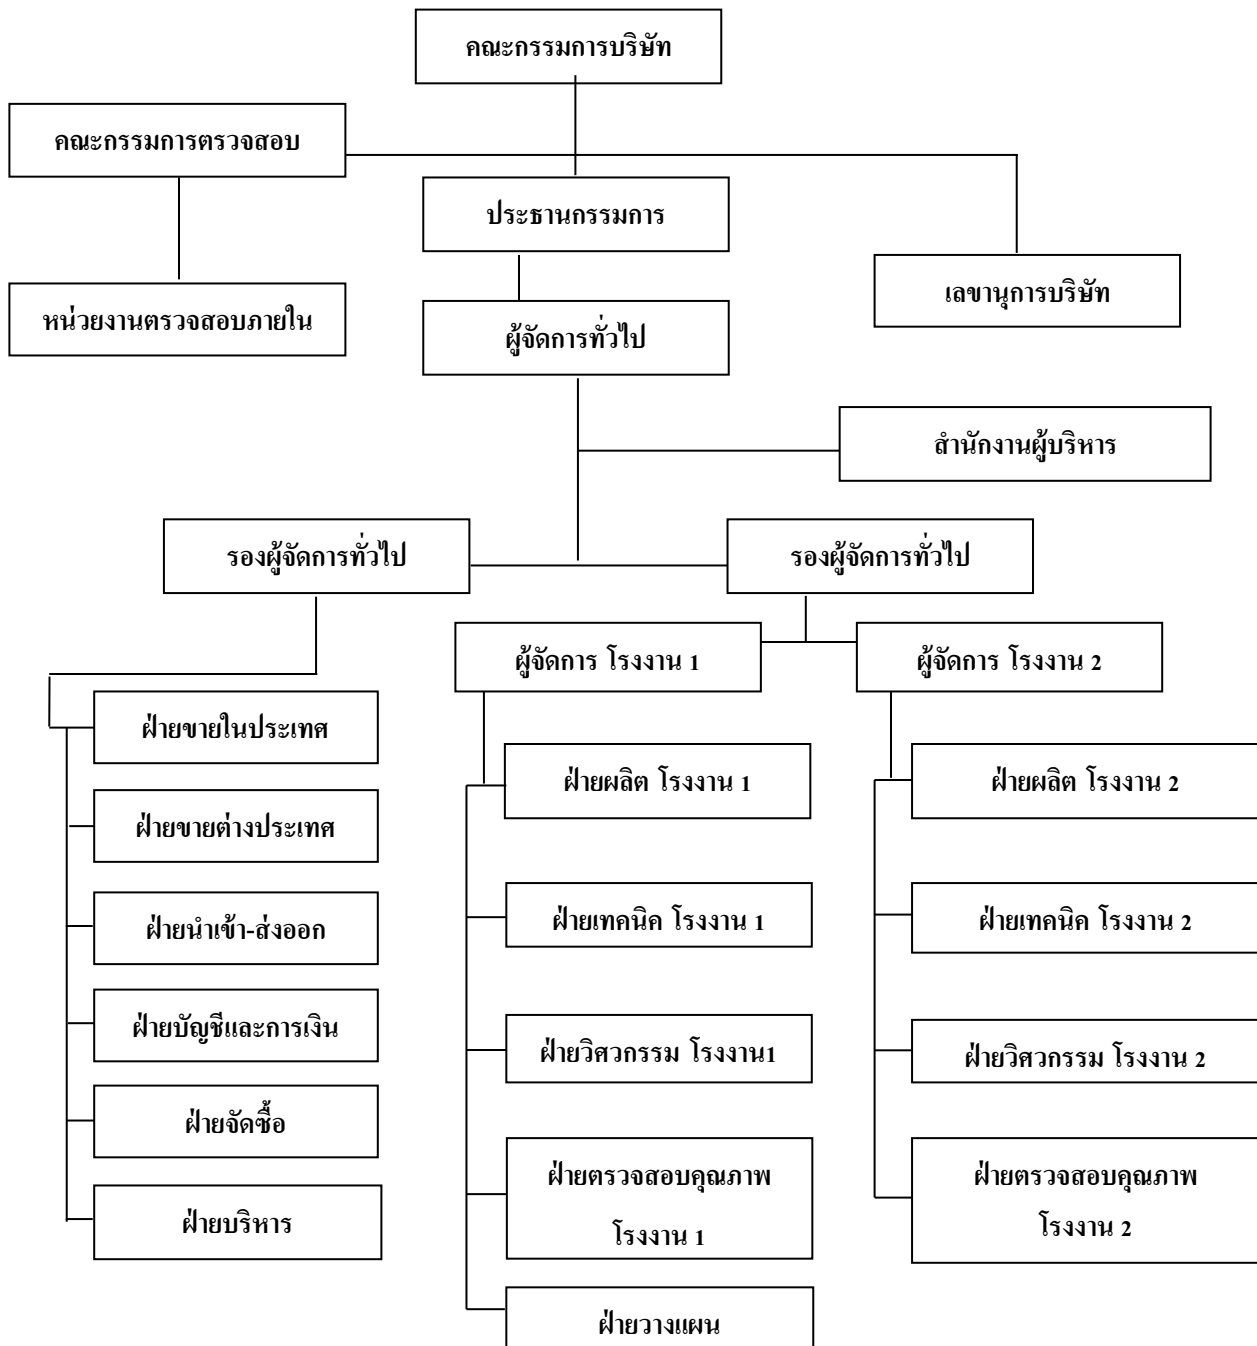 คณะกรรมการบริษัท
คณะกรรมการตรวจสอบ
ประธานกรรมการ
เลขานุการบริษัท
หน่วยงานตรวจสอบภายใน
ผู้จัดการทั่วไป
สำนักงานผู้บริหาร
รองผู้จัดการทั่วไป
รองผู้จัดการทั่วไป
ผู้จัดการ โรงงาน 1
ผู้จัดการ โรงงาน 2
ฝ่ายขายในประเทศ
ฝ่ายขายต่างประเทศ
ฝ่ายนำเข้า-ส่งออก
ฝ่ายบัญชีและการเงิน
ฝ่ายจัดซื้อ
ฝ่ายบริหาร
ฝ่ายผลิต โรงงาน 1
ฝ่ายเทคนิค โรงงาน 1
ฝ่ายวิศวกรรม โรงงาน1
ฝ่ายตรวจสอบคุณภาพ
โรงงาน 1
ฝ่ายวางแผน
ฝ่ายผลิต โรงงาน 2
ฝ่ายเทคนิค โรงงาน 2
ฝ่ายวิศวกรรม โรงงาน 2
ฝ่ายตรวจสอบคุณภาพ
โรงงาน 2